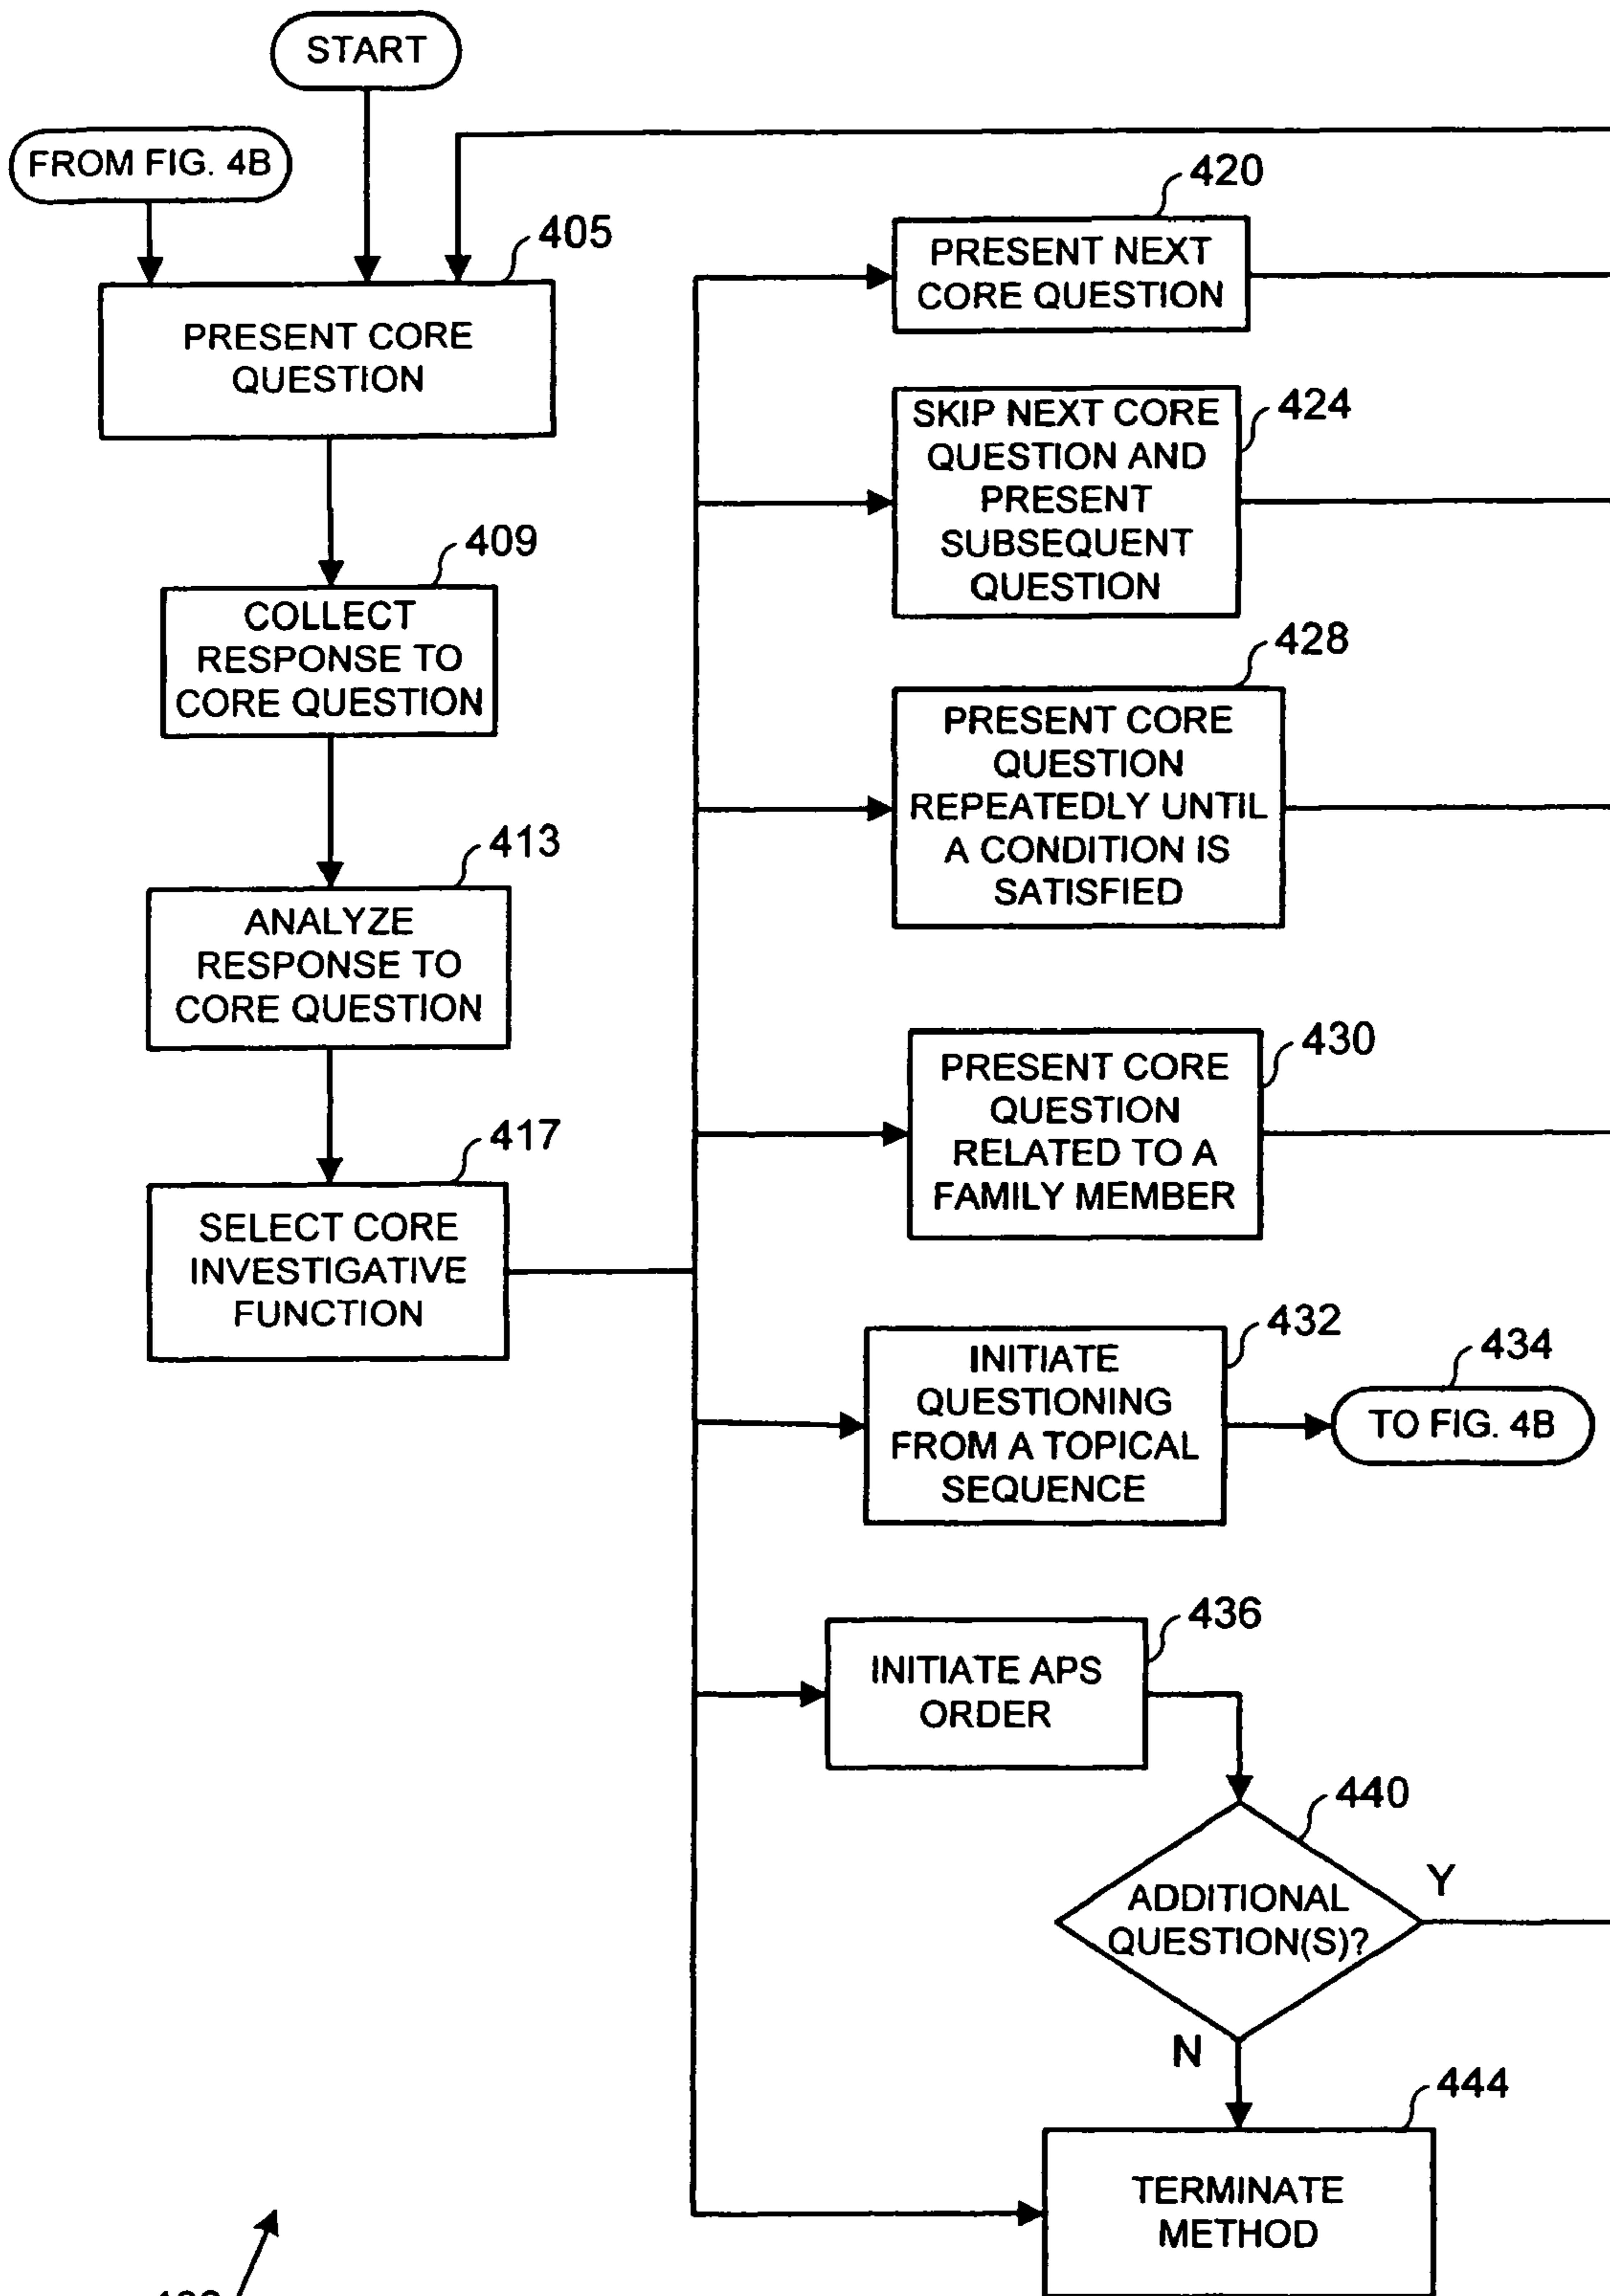 START
FROM FIG. 4B
405
PRESENT CORE
QUESTION
409
COLLECT
RESPONSE TO
CORE QUESTION
413
ANALYZE
RESPONSE TO
CORE QUESTION
417
SELECT CORE
INVESTIGATIVE
FUNCTION
420
PRESENT NEXT
CORE QUESTION
424
SKIP NEXT CORE
QUESTION AND
PRESENT
SUBSEQUENT
QUESTION
428
PRESENT CORE
QUESTION
REPEATEDLY UNTIL
A CONDITION IS
SATISFIED
430
PRESENT CORE
QUESTION
RELATED TO A
FAMILY MEMBER
432
INITIATE
QUESTIONING
FROM A TOPICAL
SEQUENCE
434
TO FIG. 4B
436
INITIATE APS
ORDER
440
ADDITIONAL
QUESTION(S)?
Y
N
444
TERMINATE
METHOD